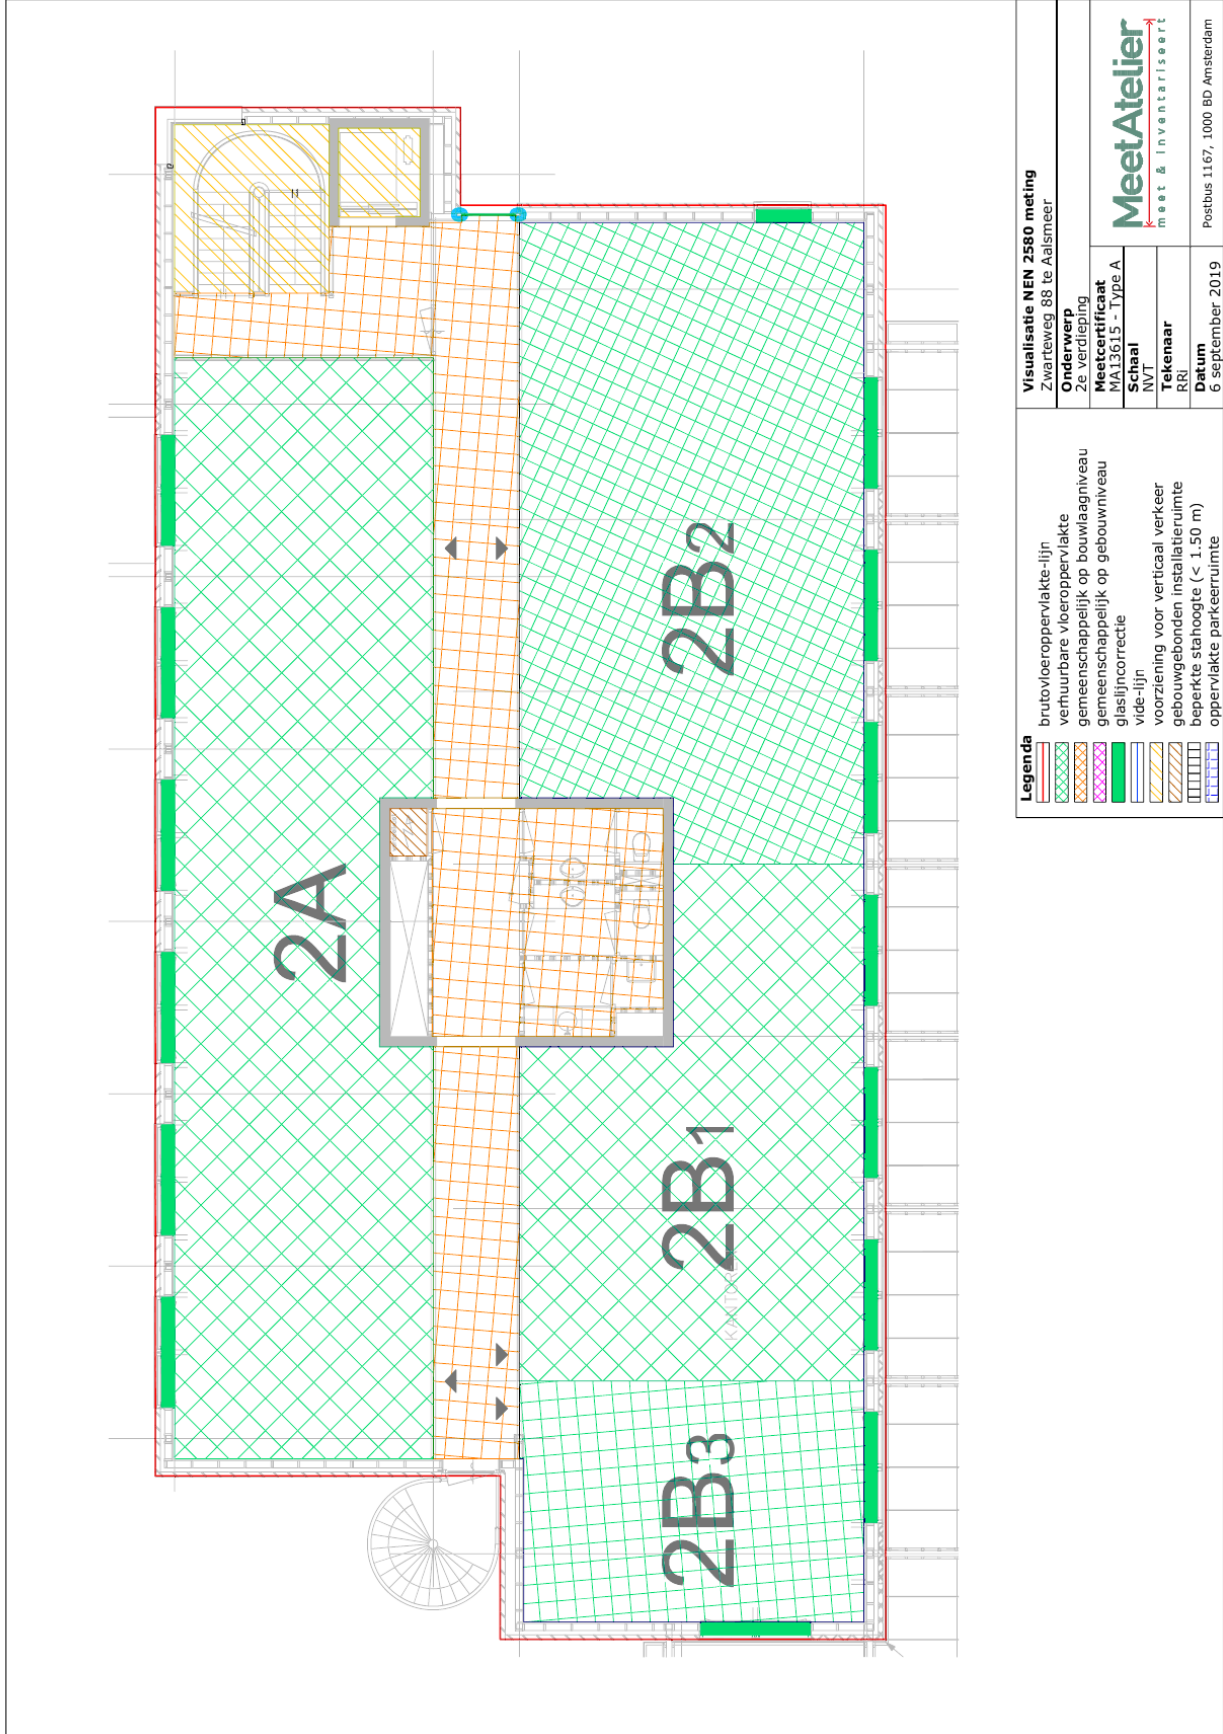 2A
2B2
2B1
2B3
Legenda
brutovloeroppervlakte-lijn
verhuurbare vloeroppervlakte
gemeenschappelijk op bouwlaagniveau
gemeenschappelijk op gebouwniveau
glaslijncorrectie
vide-lijn
voorziening voor verticaal verkeer
gebouwgebonden installatieruimte
beperkte stahoogte (< 1.50 m)
oppervlakte parkeerruimte
Visualisatie NEN 2580 meting
Zwarteweg 88 te Aalsmeer
Onderwerp
2e verdieping
Meetcertificaat
MA13615 - Type A
Schaal
NVT
Tekenaar
RRi
Datum
6 september 2019
MeetAtelier
meet & inventariseert
Postbus 1167, 1000 BD Amsterdam